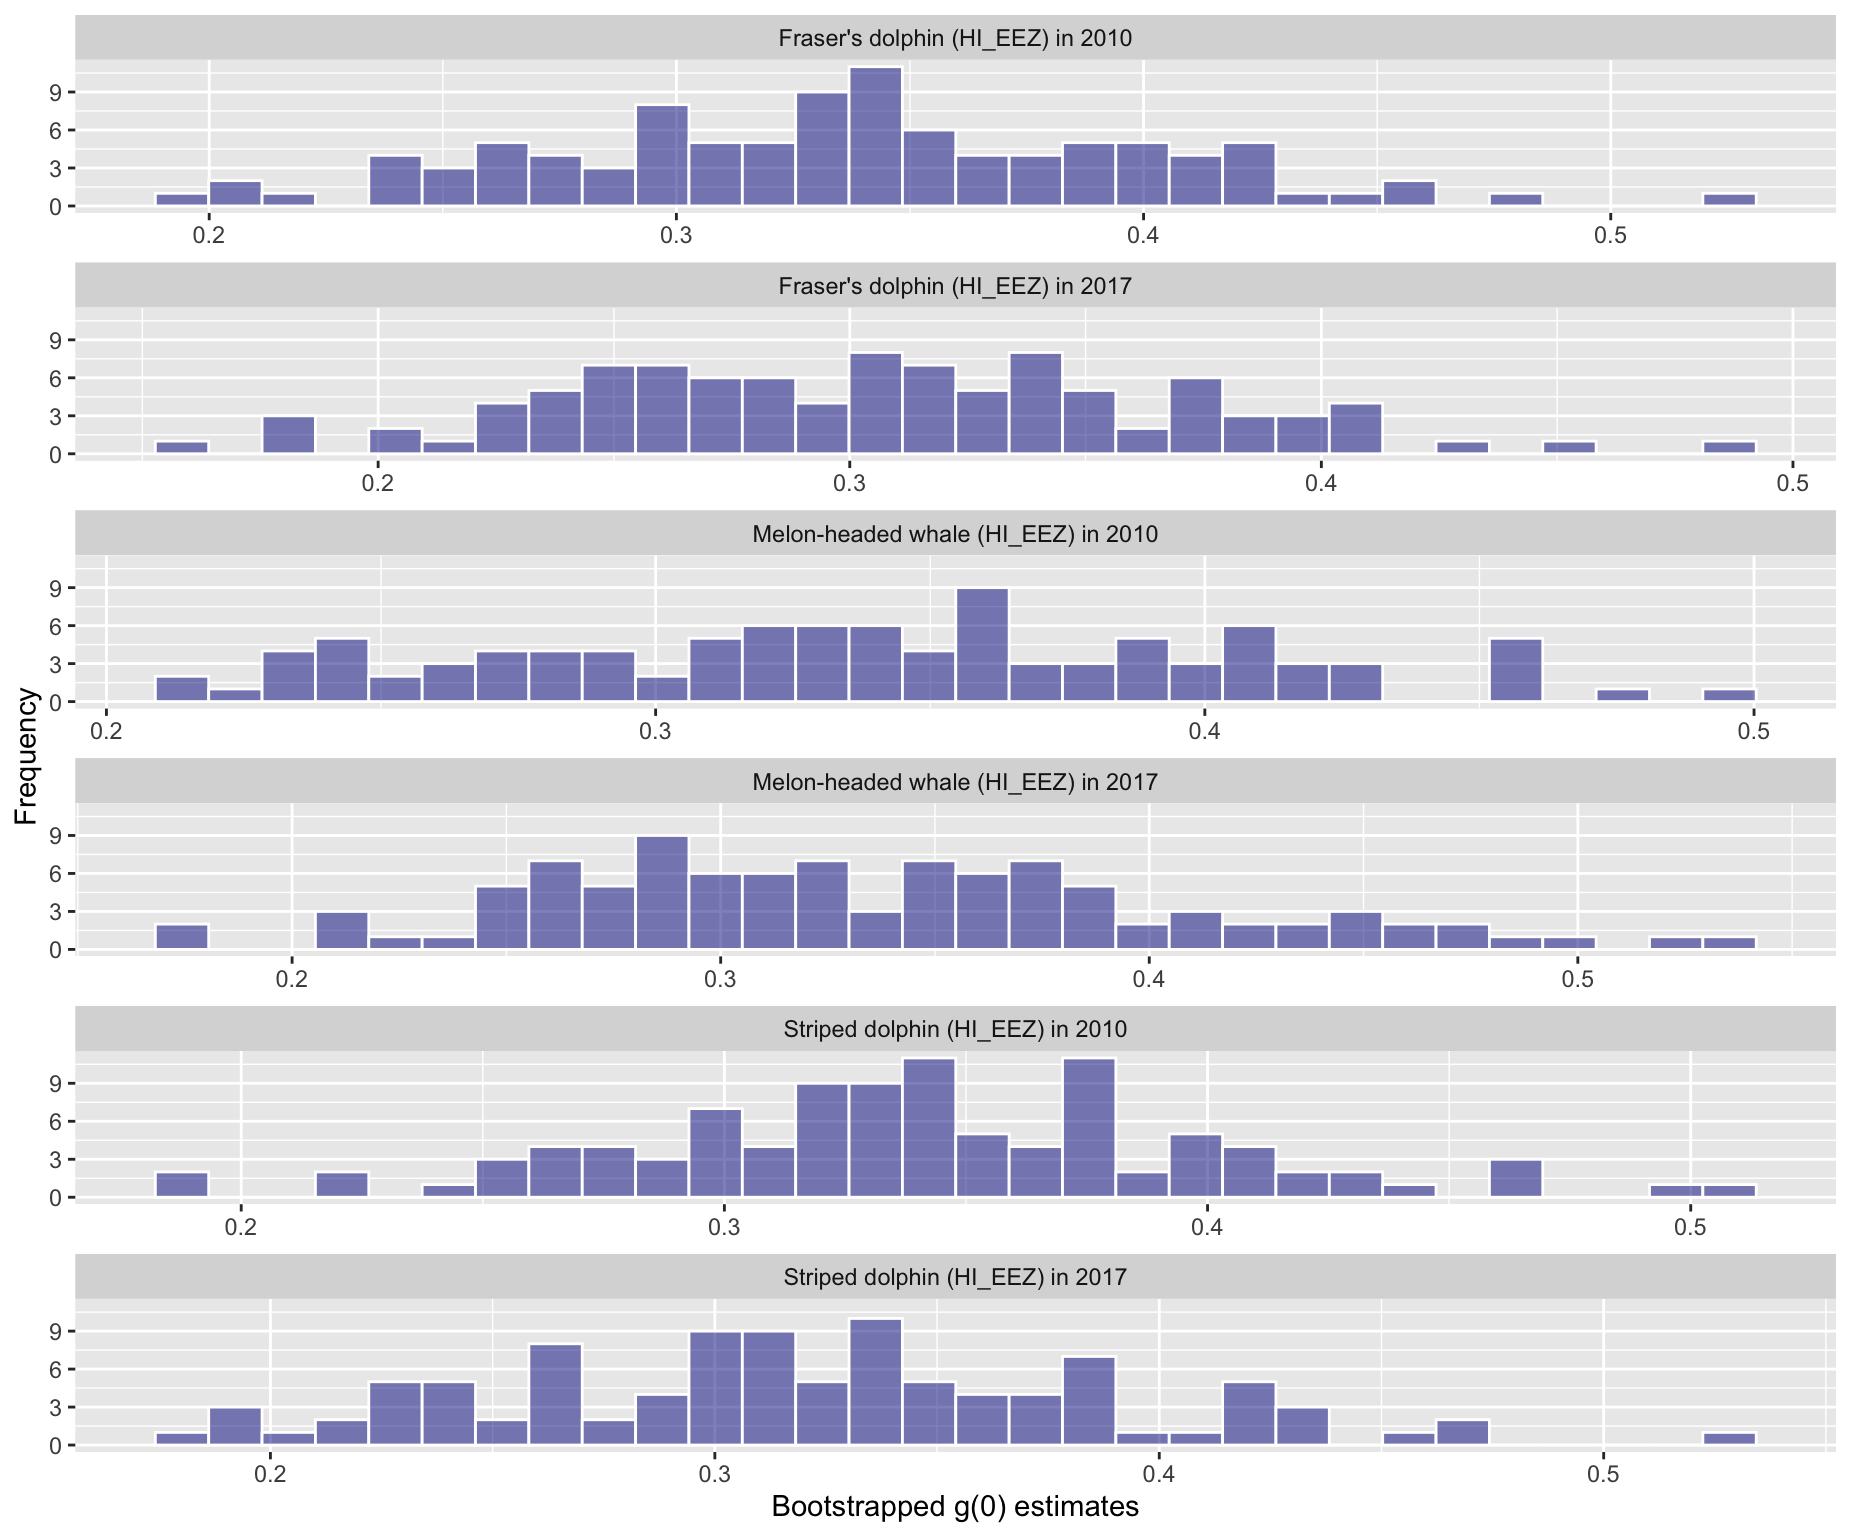 Fraser's dolphin (HI_EEZ) in 2010
9
6
3
0
0.2 0.3 0.4 0.5
Fraser's dolphin (HI_EEZ) in 2017
9
6
3
0
0.2 0.3 0.4 0.5
Melon-headed whale (HI_EEZ) in 2010
9
6
3
0
0.2 0.3 0.4 0.5
Frequency
Melon-headed whale (HI_EEZ) in 2017
9
6
3
0
0.2 0.3 0.4 0.5
Striped dolphin (HI_EEZ) in 2010
9
6
3
0
0.2 0.3 0.4 0.5
Striped dolphin (HI_EEZ) in 2017
9
6
3
0
0.2 0.3 0.4 0.5
Bootstrapped g(0) estimates